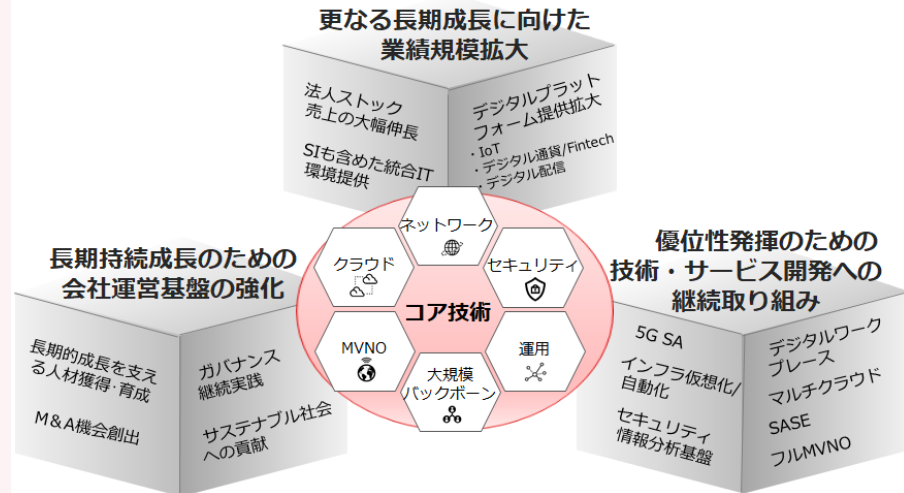 更なる長期成長に向けた
業績規模拡大
法人ストック
売上の大幅伸長
SIも含めた統合IT
環境提供
デジタルプラット
フォーム提供拡大
・IoT
・デジタル通貨/Fintech
・デジタル配信
長期持続成長のための
会社運営基盤の強化
長期的成長を支え
る人材獲得・育成
M&A機会創出
ガバナンス
継続実践
サステナブル社会
への貢献
ネットワーク
クラウド
セキュリティ
コア技術
MVNO
運用
大規模
バックボーン
優位性発揮のための
技術・サービス開発への
継続取り組み
5G SA
インフラ仮想化/
自動化
セキュリティ
情報分析基盤
デジタルワーク
プレース
マルチクラウド
SASE
フルMVNO